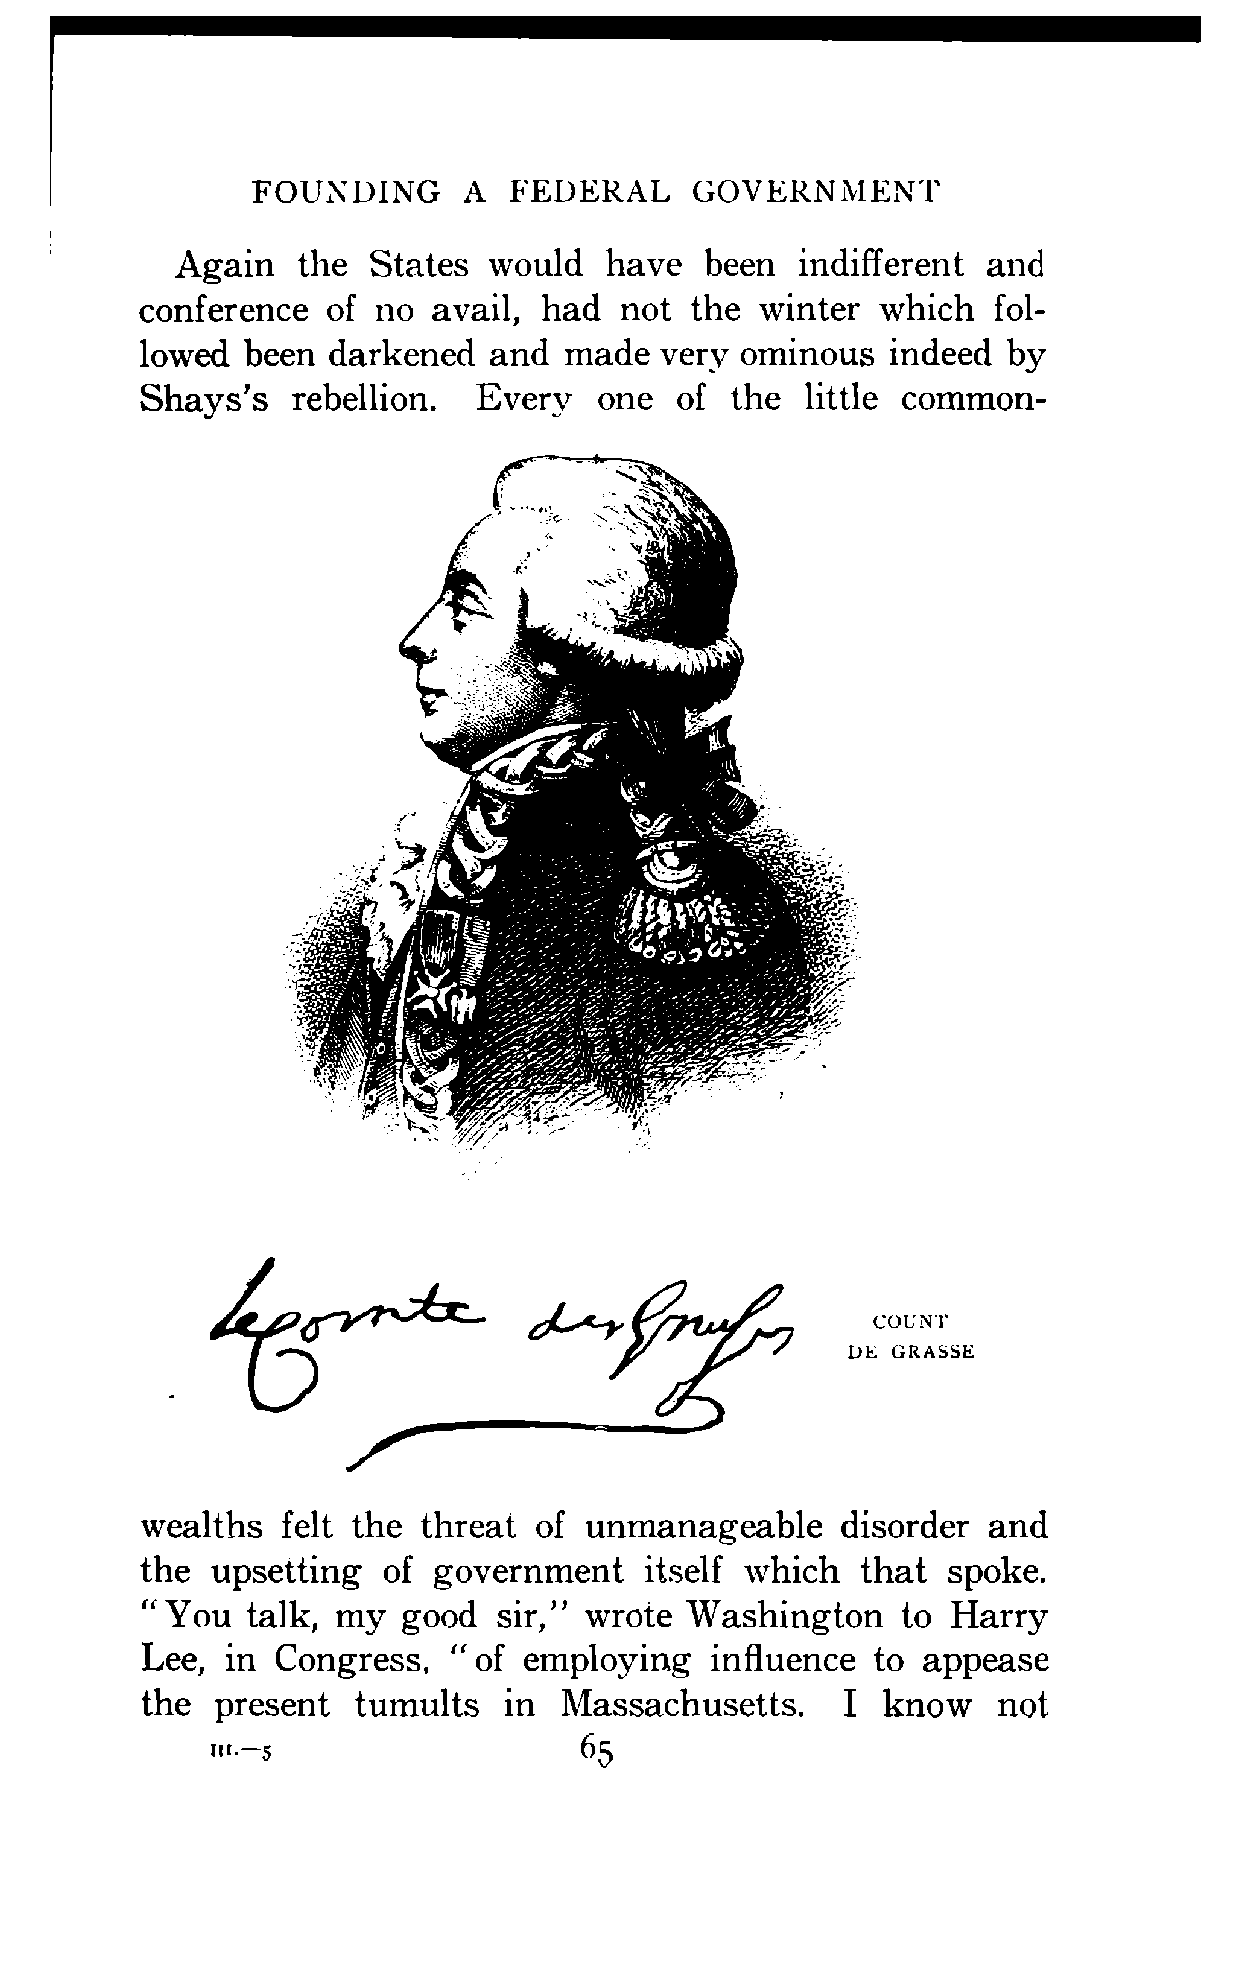 FOUNDING A FEDERAL GOVERNMENT
Again the States would have been indifferent and
conference of no avail, had not the winter which fol-
lowed been darkened and made very ominous indeed by
Shays's rebellion. Every one of the little common-
Le Comte de Grasse
COUNT
DE GRASSE
wealths felt the threat of unmanageable disorder and
the upsetting of government itself which that spoke.
"You talk, my good sir," wrote Washington to Harry
Lee, in Congress, "of employing influence to appease
the present tumults in Massachusetts. I know not
III.—5
65